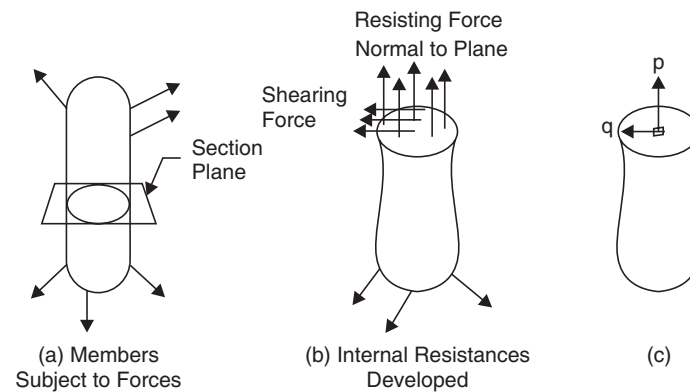 Resisting Force
Normal to Plane
Shearing
Force
p
q
Section
Plane
(a) Members
Subject to Forces
(b) Internal Resistances
Developed
(c)